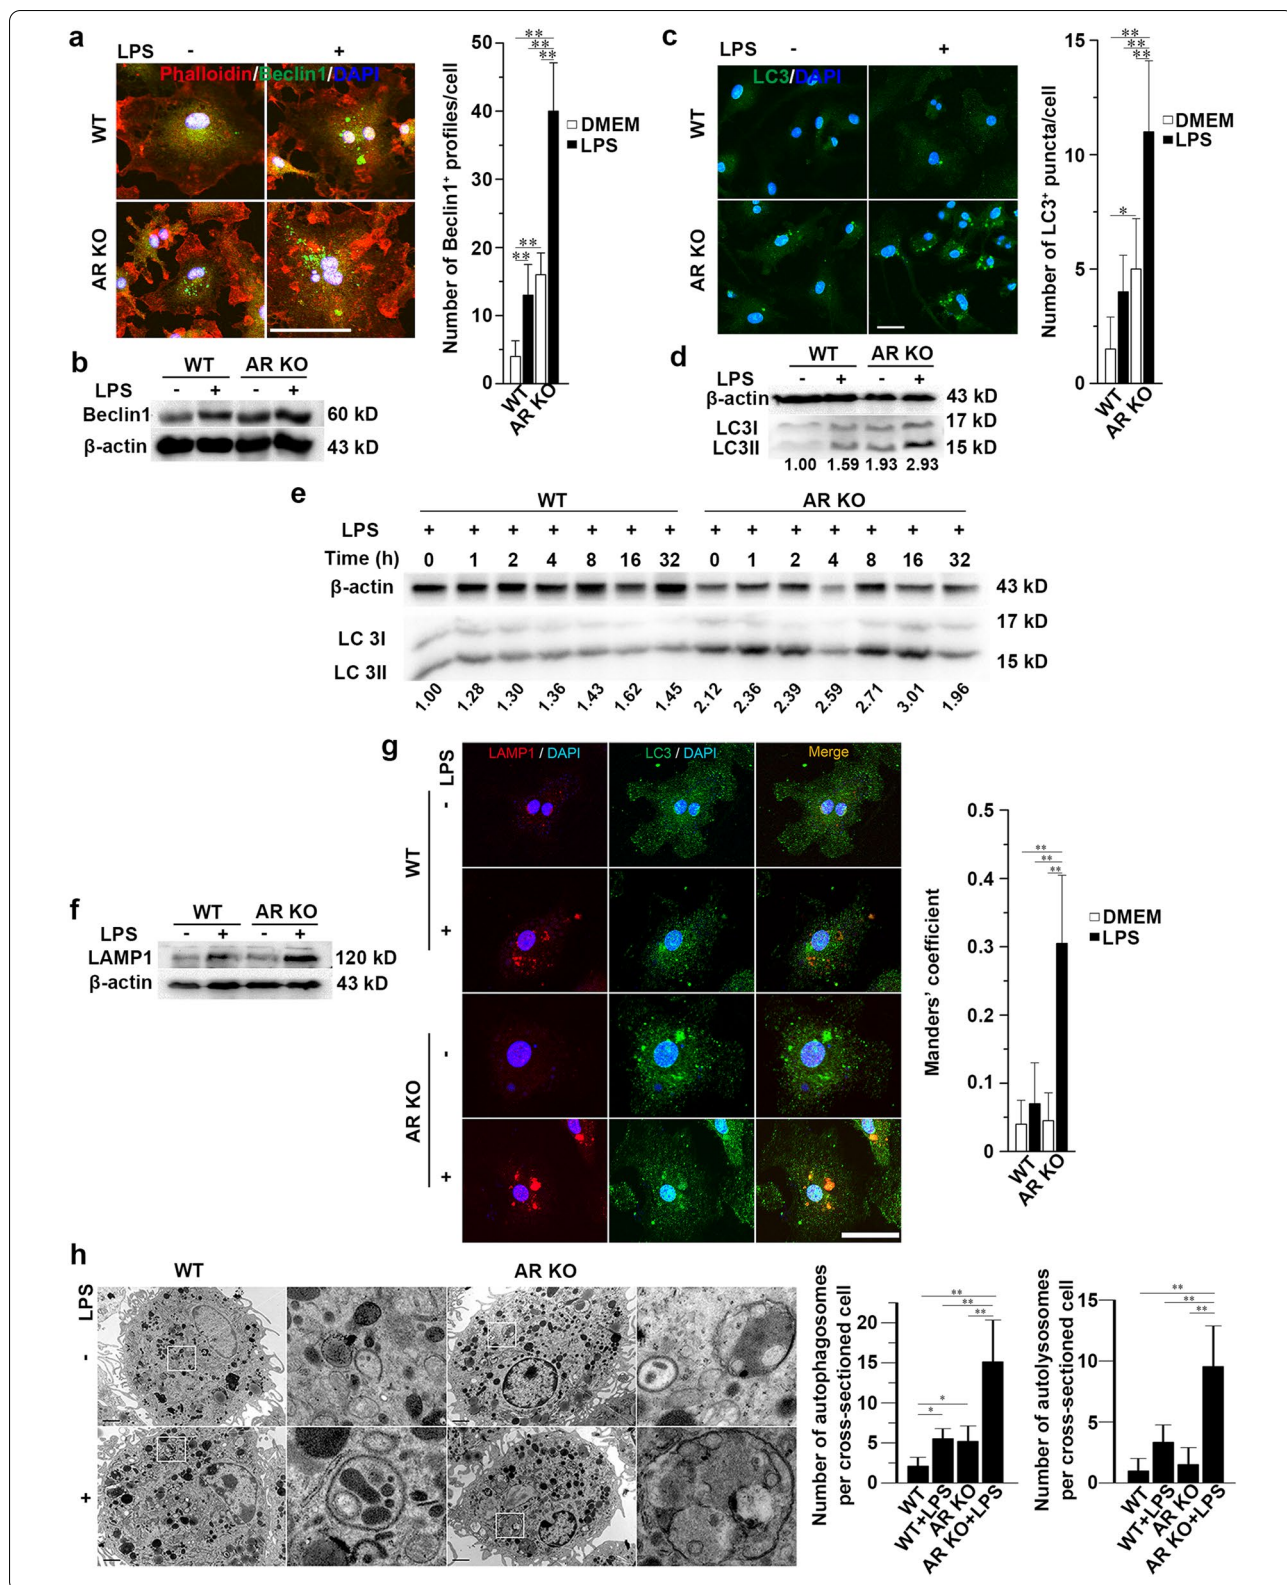 a
LPS - +
Phalloidin/Beclin1/DAPI
WT
AR KO
Number of Beclin1+ profiles/cell
50
40
30
20
10
0
** ** ** ** **
DMEM
LPS
WT
AR KO
b
WT AR KO
LPS - + - +
Beclin1 60 kD
β-actin 43 kD
c
LPS - +
LC3/DAPI
WT
AR KO
Number of LC3+ puncta/cell
15
10
5
0
** ** ** *
DMEM
LPS
WT
AR KO
d
WT AR KO
LPS - + - +
β-actin 43 kD
LC3I 17 kD
LC3II 15 kD
1.00 1.59 1.93 2.93
e
WT AR KO
LPS + + + + + + + + + + + + + +
Time (h) 0 1 2 4 8 16 32 0 1 2 4 8 16 32
β-actin 43 kD
17 kD
LC 3I
15 kD
LC 3II
1.00 1.28 1.30 1.36 1.43 1.62 1.45 2.12 2.36 2.39 2.59 2.71 3.01 1.96
f
WT AR KO
LPS - + - +
LAMP1 120 kD
β-actin 43 kD
g
LPS
LAMP1 / DAPI LC3 / DAPI Merge
WT
-
+
AR KO
-
+
Manders' coefficient
0.5
0.4
0.3
0.2
0.1
0
** ** **
DMEM
LPS
WT
AR KO
h
WT AR KO
LPS
-
+
Number of autophagosomes
per cross-sectioned cell
20
15
10
5
0
** ** ** * *
WT
WT+LPS
AR KO
AR KO+LPS
Number of autolysosomes
per cross-sectioned cell
15
10
5
0
** ** **
WT
WT+LPS
AR KO
AR KO+LPS